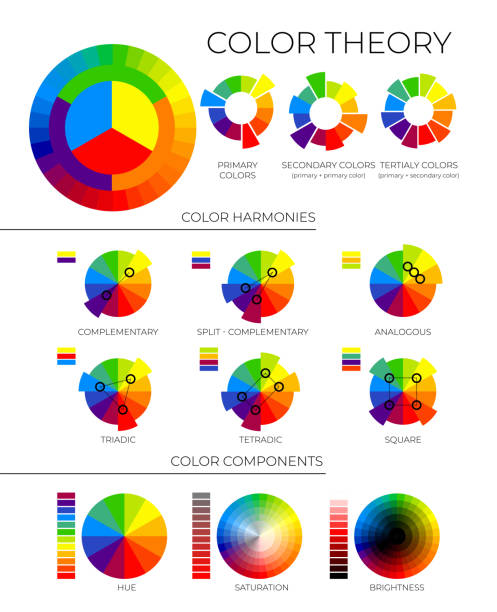 COLOR THEORY
PRIMARY
COLORS
SECONDARY COLORS
(primary + primary color)
TERTIALY COLORS
(primary + secondary color)
COLOR HARMONIES
COMPLEMENTARY
SPLIT - COMPLEMENTARY
ANALOGOUS
TRIADIC
TETRADIC
SQUARE
COLOR COMPONENTS
HUE
SATURATION
BRIGHTNESS